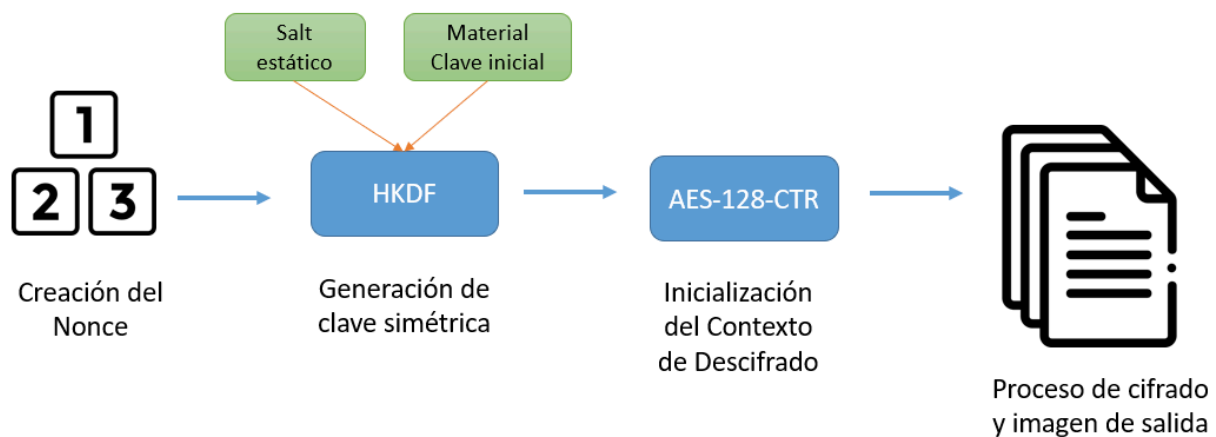 Salt
estático
Material
Clave inicial
1
2 3
HKDF
AES-128-CTR
Creación del
Nonce
Generación de
clave simétrica
Inicialización
del Contexto
de Descifrado
Proceso de cifrado
y imagen de salida